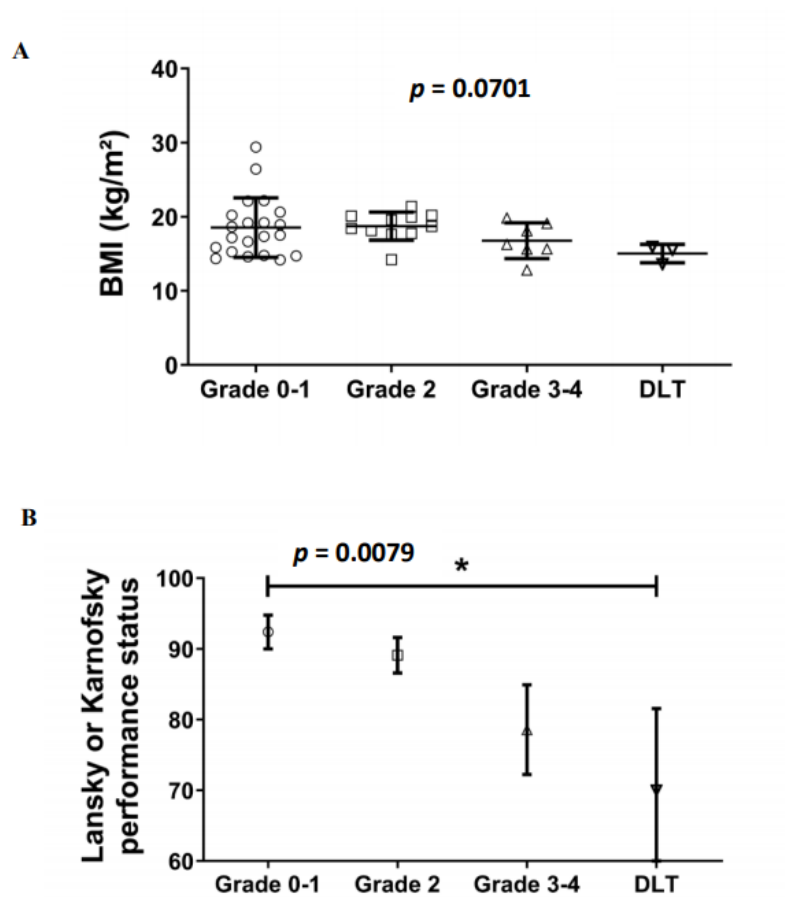 A
p = 0.0701
BMI (kg/m²)
40
30
20
10
0
Grade 0-1 Grade 2 Grade 3-4 DLT
B
p = 0.0079
*
Lansky or Karnofsky
performance status
100
90
80
70
60
Grade 0-1 Grade 2 Grade 3-4 DLT